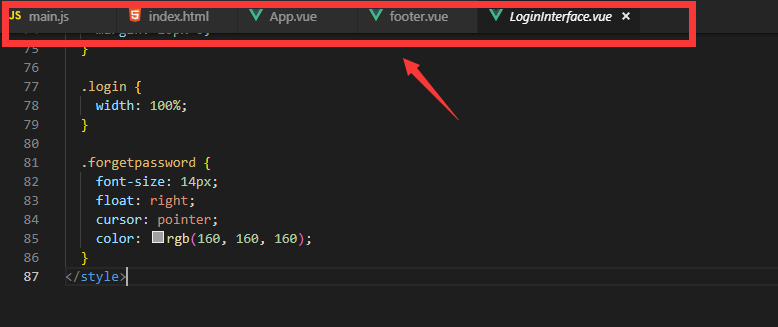 JS main.js index.html App.vue footer.vue LoginInterface.vue ×
75 }
76
77 .login {
78 width: 100%;
79 }
80
81 .forgetpassword {
82 font-size: 14px;
83 float: right;
84 cursor: pointer;
85 color: rgb(160, 160, 160);
86 }
87 </style>